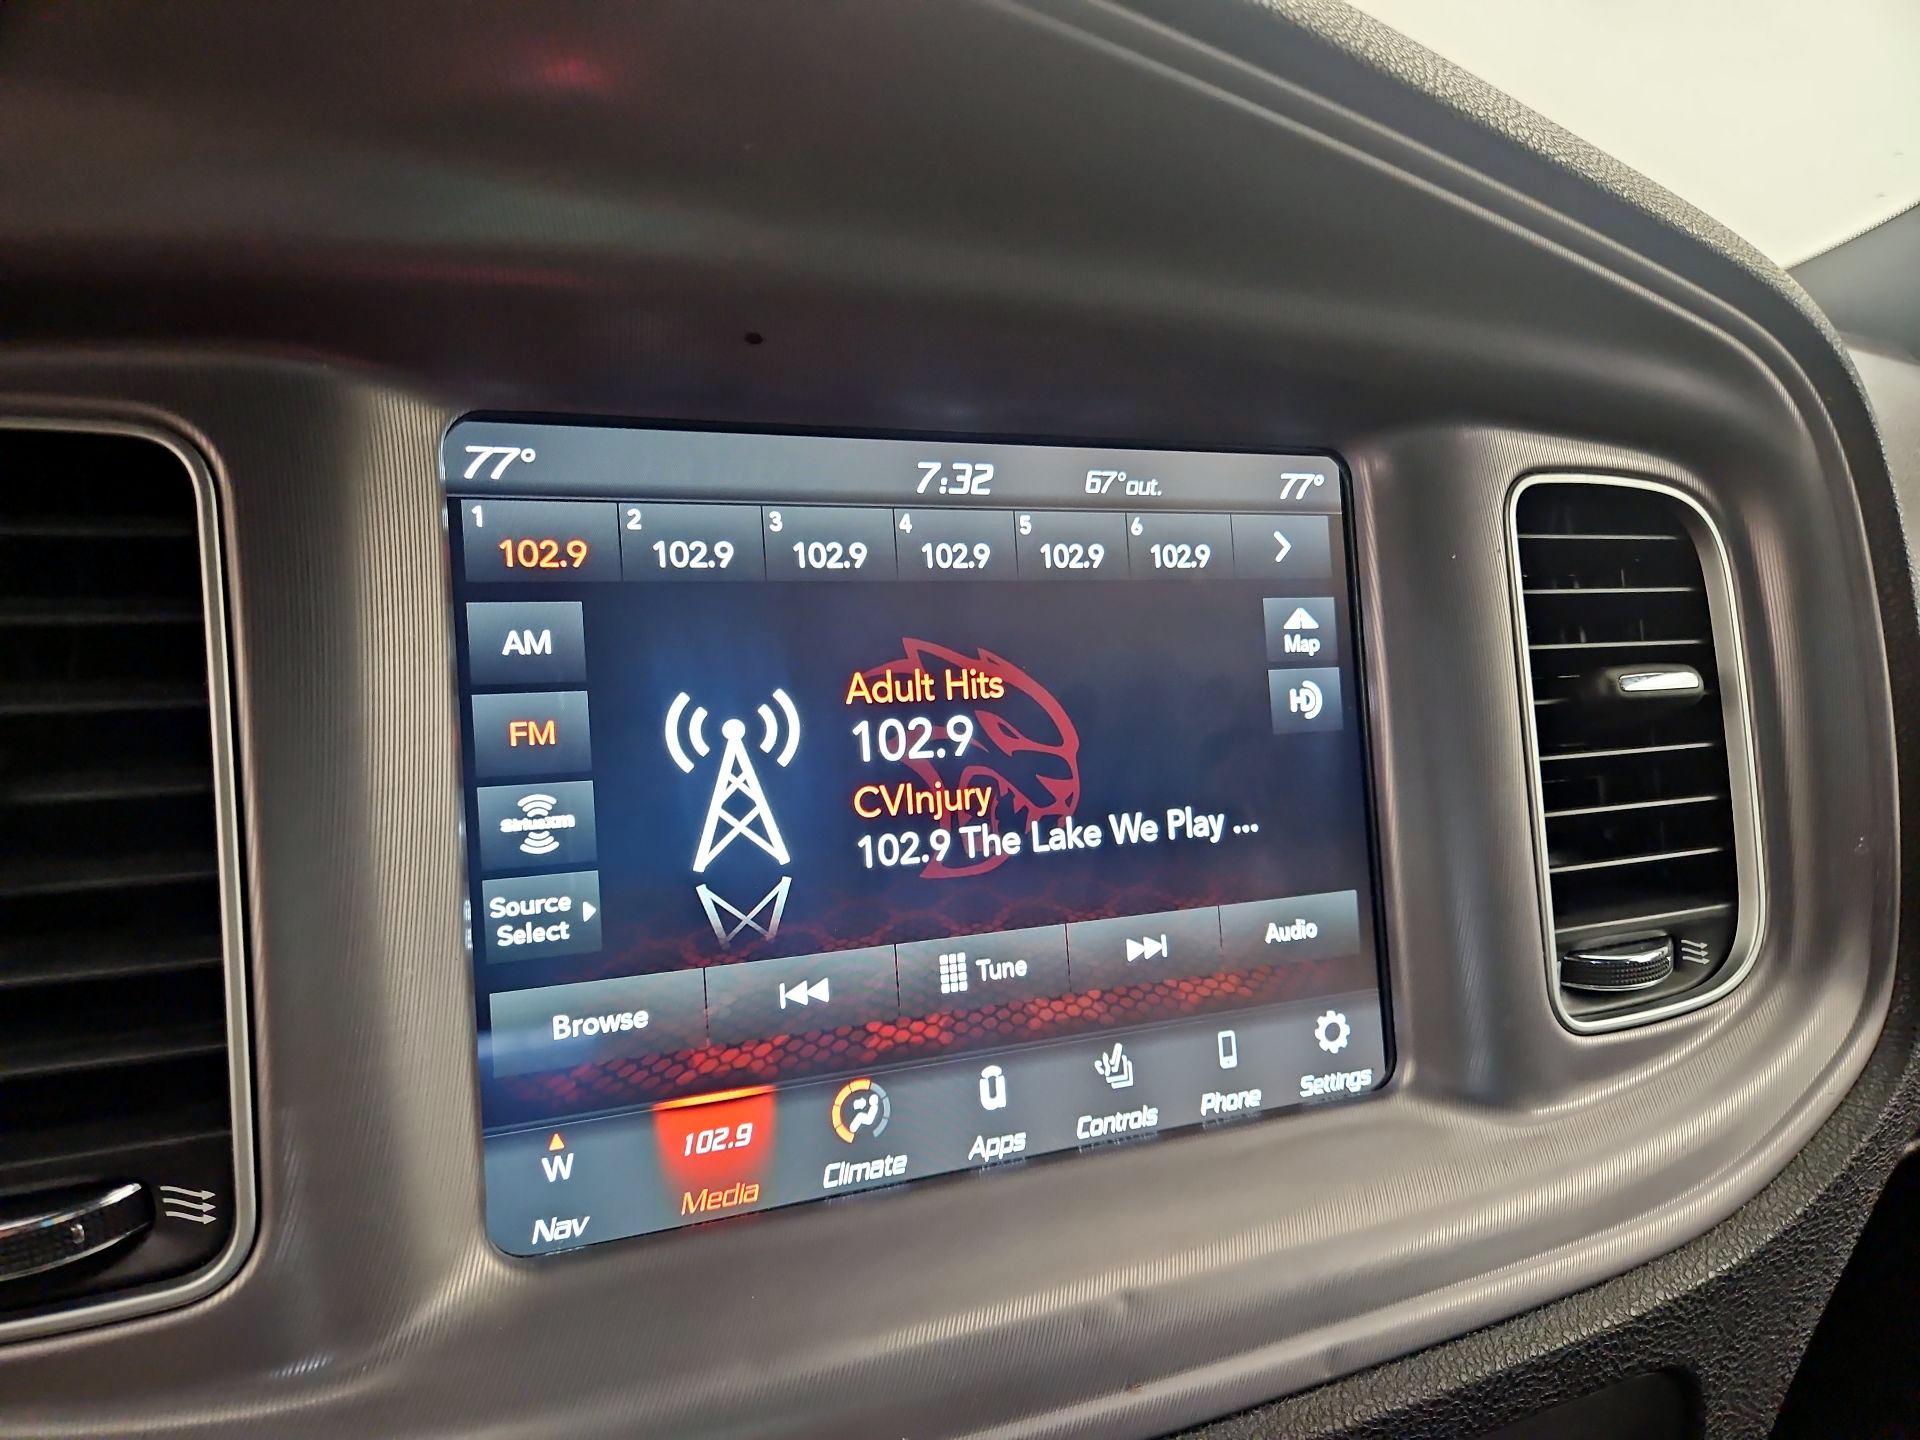 77° 7:32 67°out. 77°
1 2 3 4 5 6
102.9 102.9 102.9 102.9 102.9 102.9
AM
Map
FM
HD
SiriusXM
Source
Select
Adult Hits
102.9
CVInjury
102.9 The Lake We Play ...
Browse Tune Audio
W 102.9
Nav Media Climate Apps Controls Phone Settings